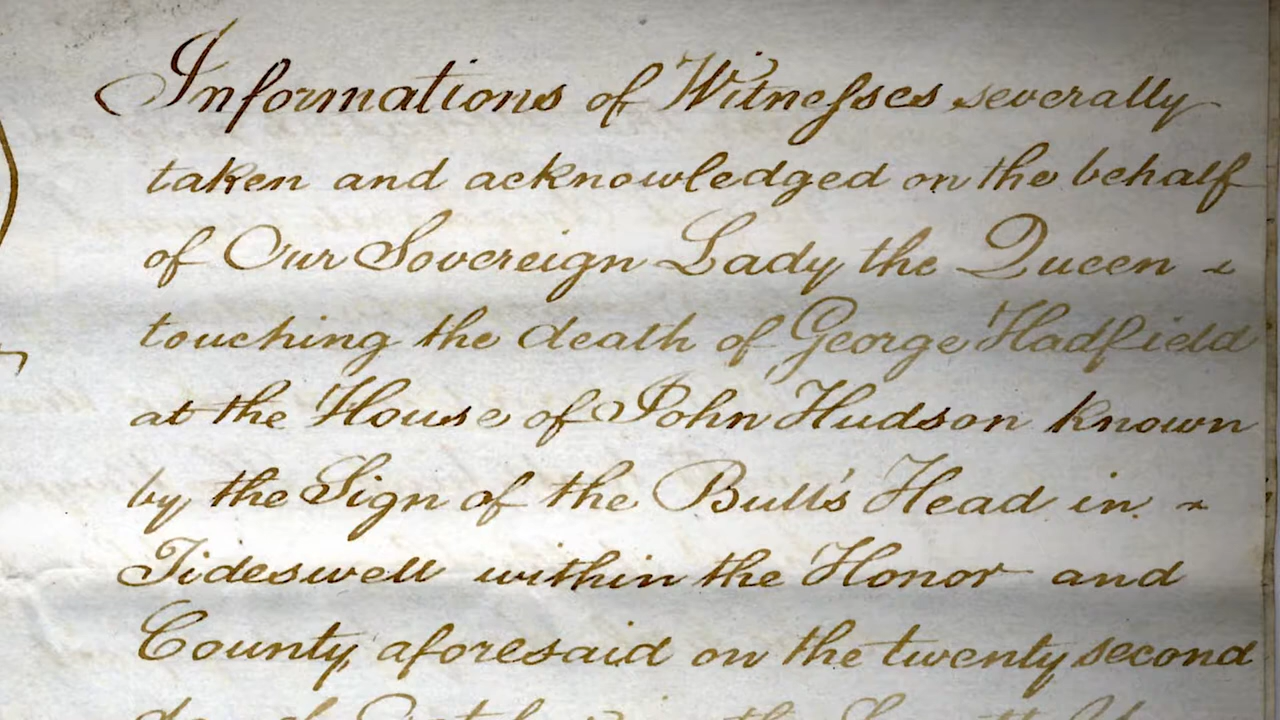 Informations of Witneſses severally
taken and acknowledged on the behalf
of Our Sovereign Lady the Queen
touching the death of George Hadfield
at the House of John Hudson known
by the Sign of the Bull's Head in
Tideswell within the Honor and
County aforesaid on the twenty second